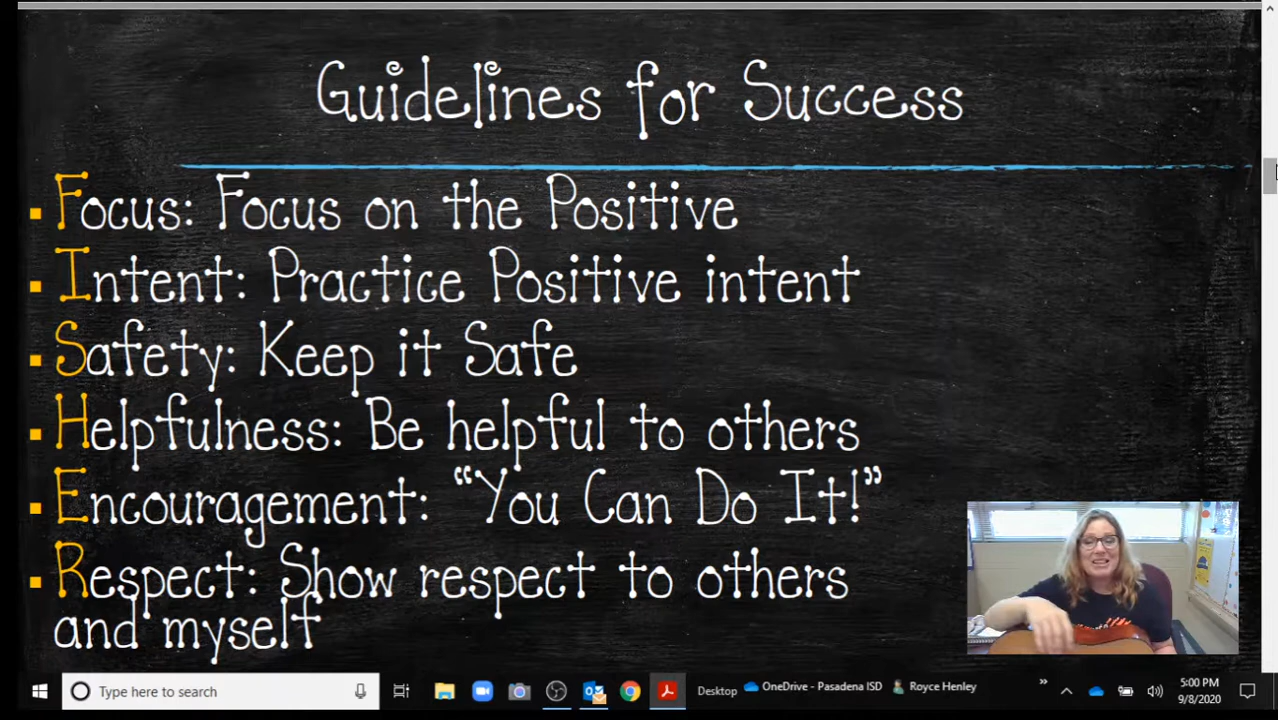 Guidelines for Success
Focus: Focus on the Positive
Intent: Practice Positive intent
Safety: Keep it Safe
Helpfulness: Be helpful to others
Encouragement: “You Can Do It!”
Respect: Show respect to others
and myself
Type here to search
Desktop
OneDrive - Pasadena ISD
Royce Henley
5:00 PM
9/8/2020